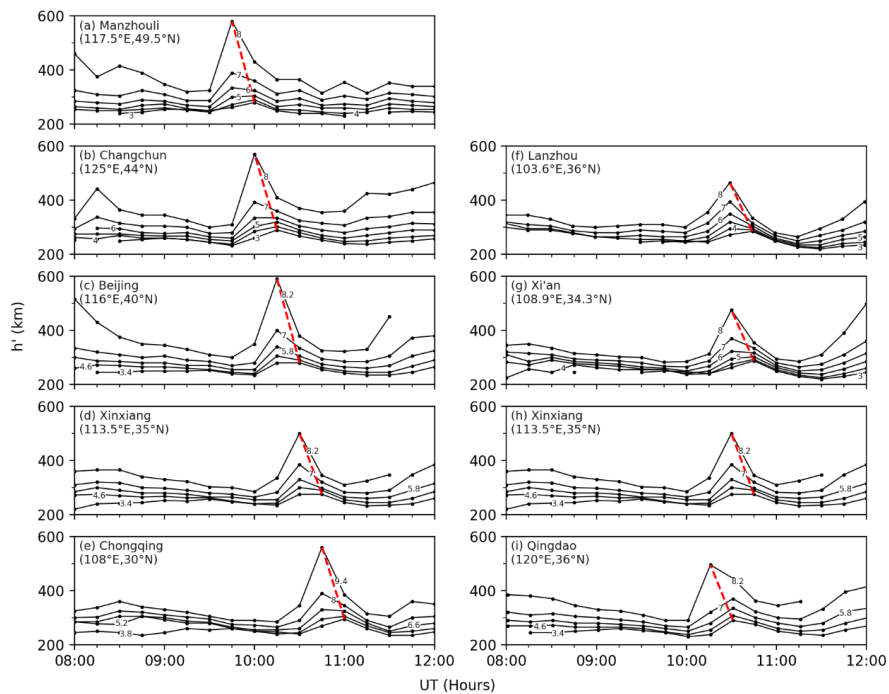 600
400
200
(a) Manzhouli
(117.5°E,49.5°N)
8
7
6
5
3
4
600
400
200
(b) Changchun
(125°E,44°N)
8
7
6
5
4
3
(f) Lanzhou
(103.6°E,36°N)
8
7
6
4
5
3
600
400
200
(c) Beijing
(116°E,40°N)
8.2
7
5.8
4.6
3.4
(g) Xi'an
(108.9°E,34.3°N)
8
7
6
5
4
3
h' (km)
600
400
200
(d) Xinxiang
(113.5°E,35°N)
8.2
7
4.6
3.4
(h) Xinxiang
(113.5°E,35°N)
8.2
7
5.8
4.6
3.4
600
400
200
(e) Chongqing
(108°E,30°N)
9.4
8
5.2
3.8
6.6
(i) Qingdao
(120°E,36°N)
8.2
7
5.8
4.6
3.4
08:00 09:00 10:00 11:00 12:00
08:00 10:00 12:00
UT (Hours)